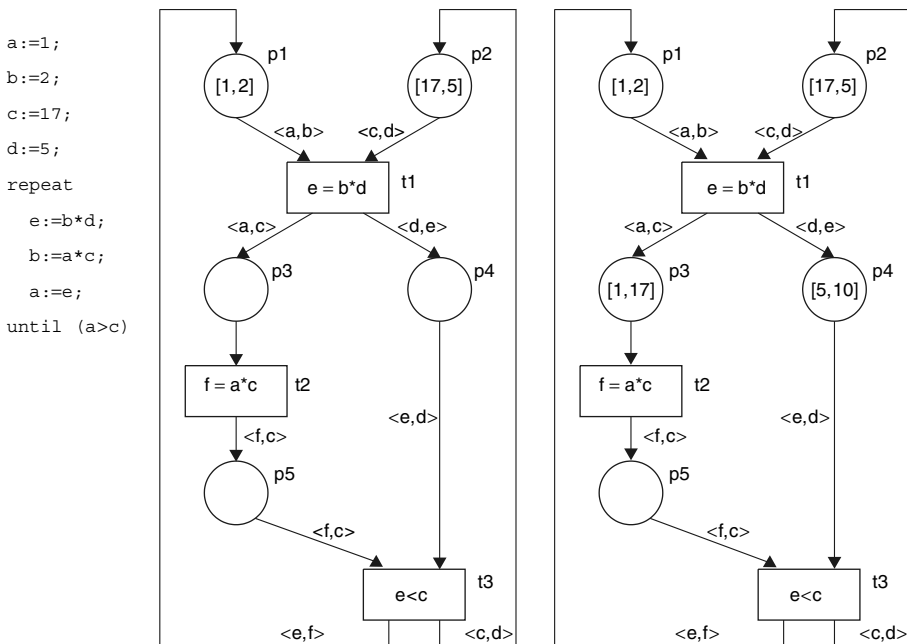 a:=1;
b:=2;
c:=17;
d:=5;
repeat
e:=b*d;
b:=a*c;
a:=e;
until (a>c)
p1
p2
[1,2]
[17,5]
<a,b>
<c,d>
e = b*d
t1
<a,c>
<d,e>
p3
p4
f = a*c
t2
<e,d>
<f,c>
p5
<f,c>
e<c
t3
<e,f>
<c,d>
p1
p2
[1,2]
[17,5]
<a,b>
<c,d>
e = b*d
t1
<a,c>
<d,e>
p3
p4
[1,17]
[5,10]
f = a*c
t2
<e,d>
<f,c>
p5
<f,c>
e<c
t3
<e,f>
<c,d>